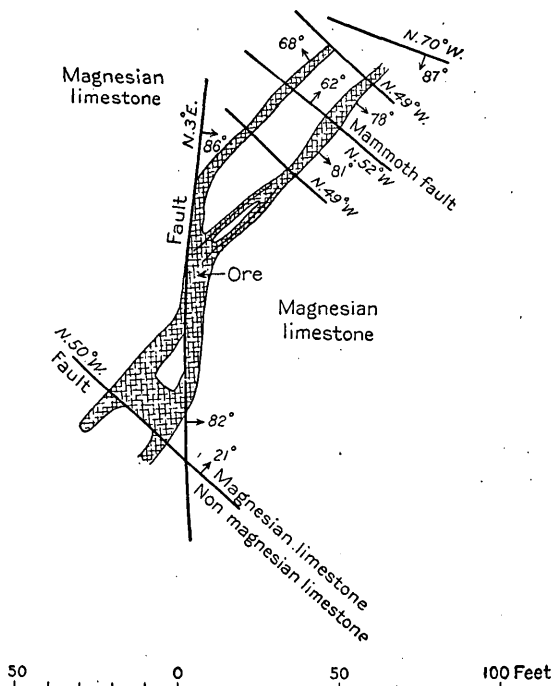 N.70°W.
87°
68°
62°
Magnesian
limestone
N.49°W.
78°
N.3°E.
86°
Mammoth fault
N.52°W
81°
N.49°W
Fault
Ore
Magnesian
limestone
N.50°W.
Fault
82°
21°
Magnesian limestone
Non magnesian limestone
50 0 50 100 Feet